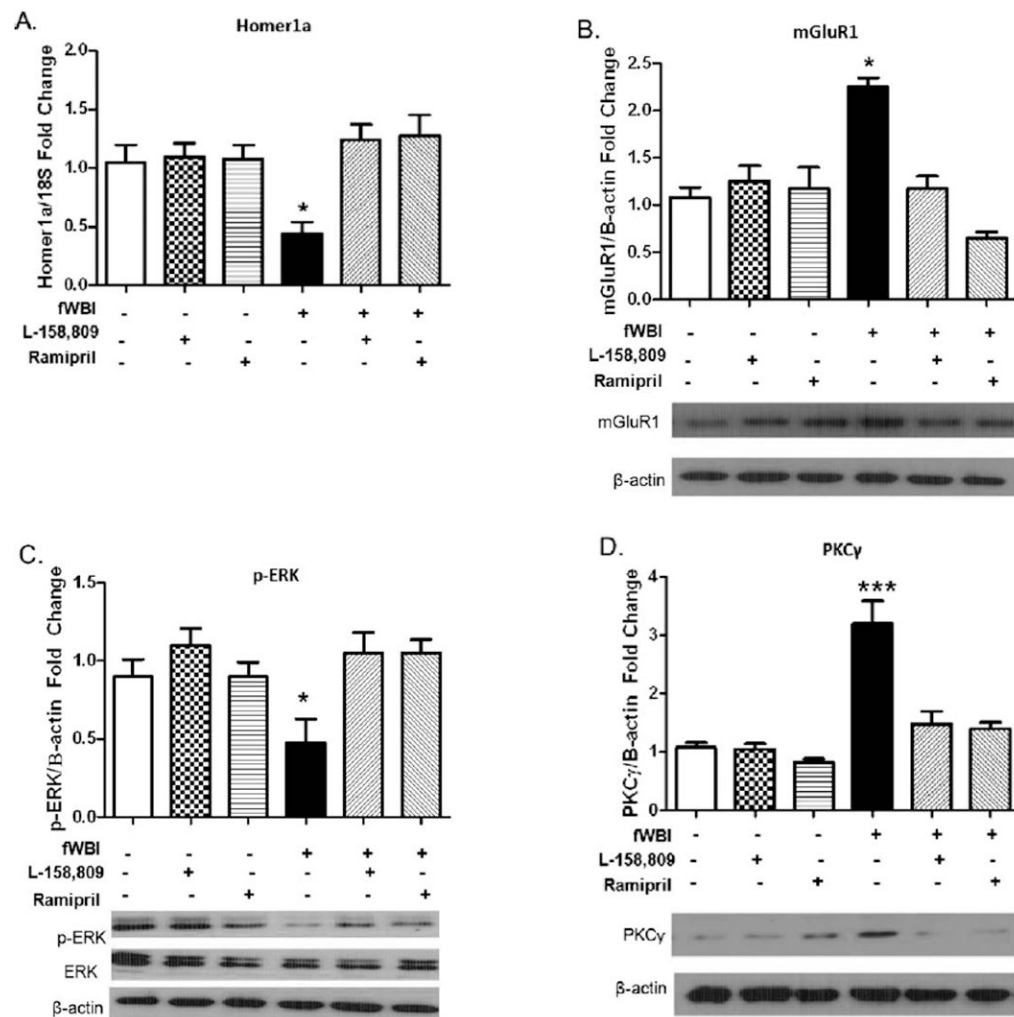 A.
Homer1a
Homer1a/18S Fold Change
2.0
1.5
1.0
0.5
0.0
*
fWBI - - - + + +
L-158,809 - + - - + -
Ramipril - - + - - +
B.
mGluR1
mGluR1/B-actin Fold Change
2.5
2.0
1.5
1.0
0.5
0.0
*
fWBI - - - + + +
L-158,809 - + - - + -
Ramipril - - + - - +
mGluR1
β-actin
C.
p-ERK
p-ERK/B-actin Fold Change
1.5
1.0
0.5
0.0
*
fWBI - - - + + +
L-158,809 - + - - + -
Ramipril - - + - - +
p-ERK
ERK
β-actin
D.
PKCγ
PKCγ/B-actin Fold Change
4
3
2
1
0
***
fWBI - - - + + +
L-158,809 - + - - + -
Ramipril - - + - - +
PKCγ
β-actin